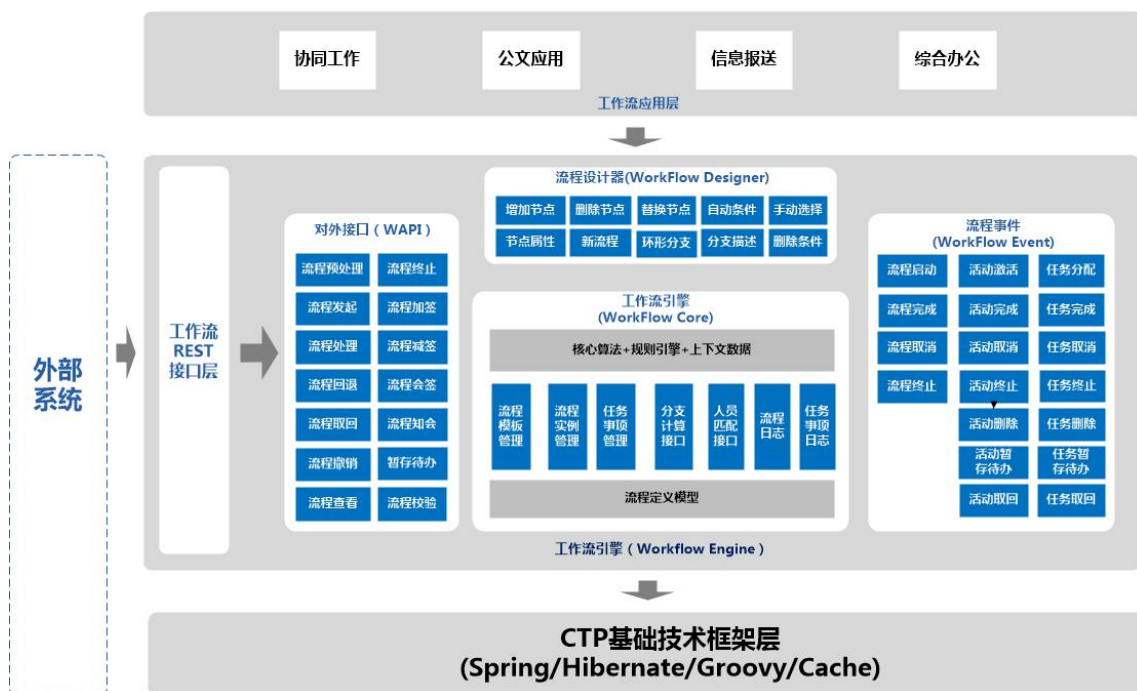 协同工作
公文应用
信息报送
综合办公
工作流应用层
外部
系统
工作流
REST
接口层
对外接口（WAPI）
流程预处理
流程终止
流程发起
流程加签
流程处理
流程减签
流程回退
流程会签
流程取回
流程知会
流程撤销
暂存待办
流程查看
流程校验
流程设计器(WorkFlow Designer)
增加节点
删除节点
替换节点
自动条件
手动选择
节点属性
新流程
环形分支
分支描述
删除条件
工作流引擎
(WorkFlow Core)
核心算法+规则引擎+上下文数据
流程
模板
管理
流程
实例
管理
任务
事项
管理
分支
计算
接口
人员
匹配
接口
流程
日志
任务
事项
日志
流程定义模型
流程事件
(WorkFlow Event)
流程启动
活动激活
任务分配
流程完成
活动完成
任务完成
流程取消
活动取消
任务取消
流程终止
活动终止
任务终止
活动删除
任务删除
活动暂
存待办
任务暂
存待办
活动取回
任务取回
工作流引擎（Workflow Engine）
CTP基础技术框架层
(Spring/Hibernate/Groovy/Cache)